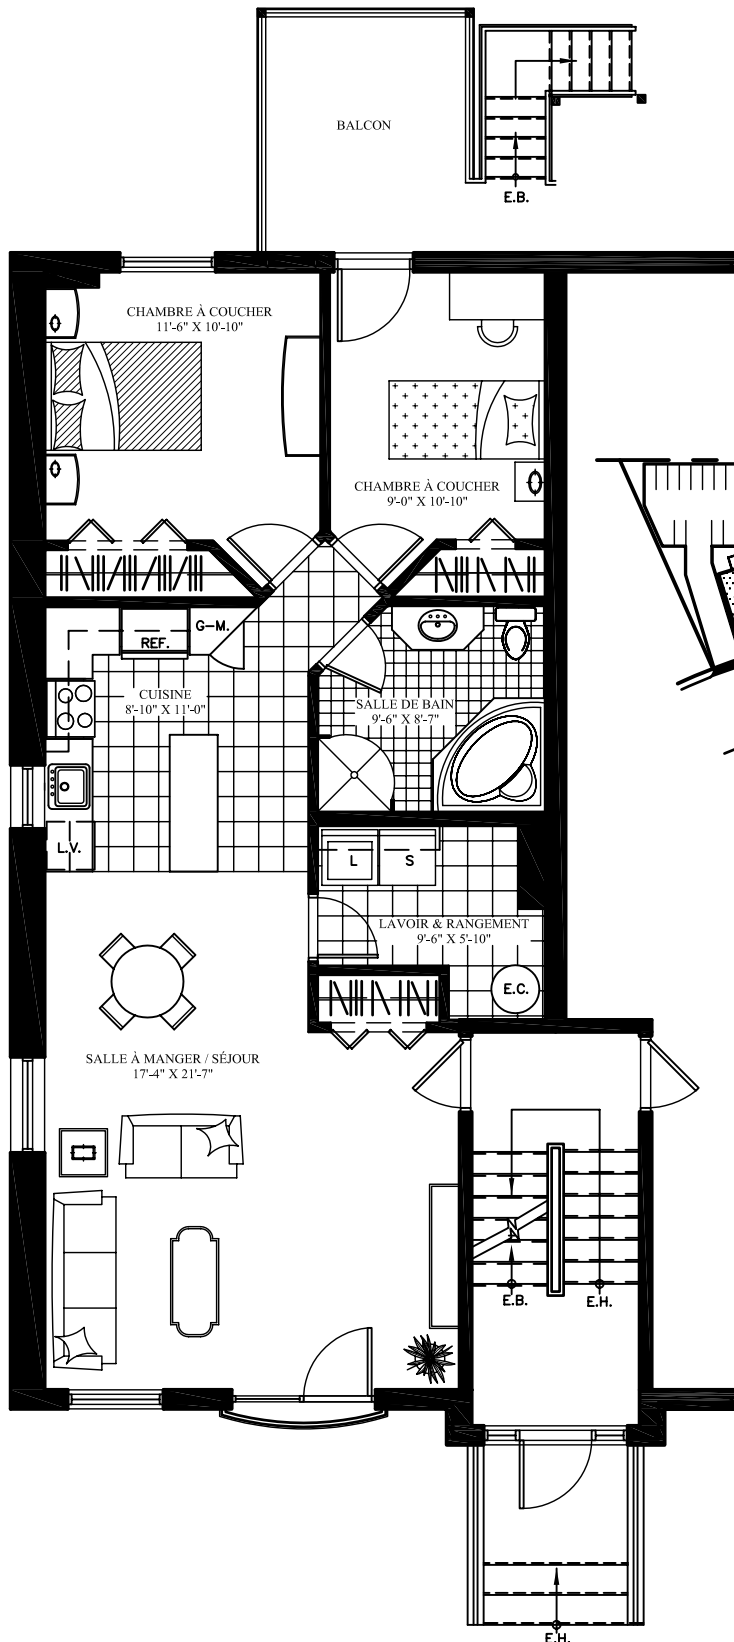 BALCON
E.B.
CHAMBRE À COUCHER
11'-6" X 10'-10"
CHAMBRE À COUCHER
9'-0" X 10'-10"
G-M.
REF.
CUISINE
8'-10" X 11'-0"
SALLE DE BAIN
9'-6" X 8'-7"
L.V.
L
S
LAVOIR & RANGEMENT
9'-6" X 5'-10"
E.C.
SALLE À MANGER / SÉJOUR
17'-4" X 21'-7"
N
E.B.
E.H.
E.H.